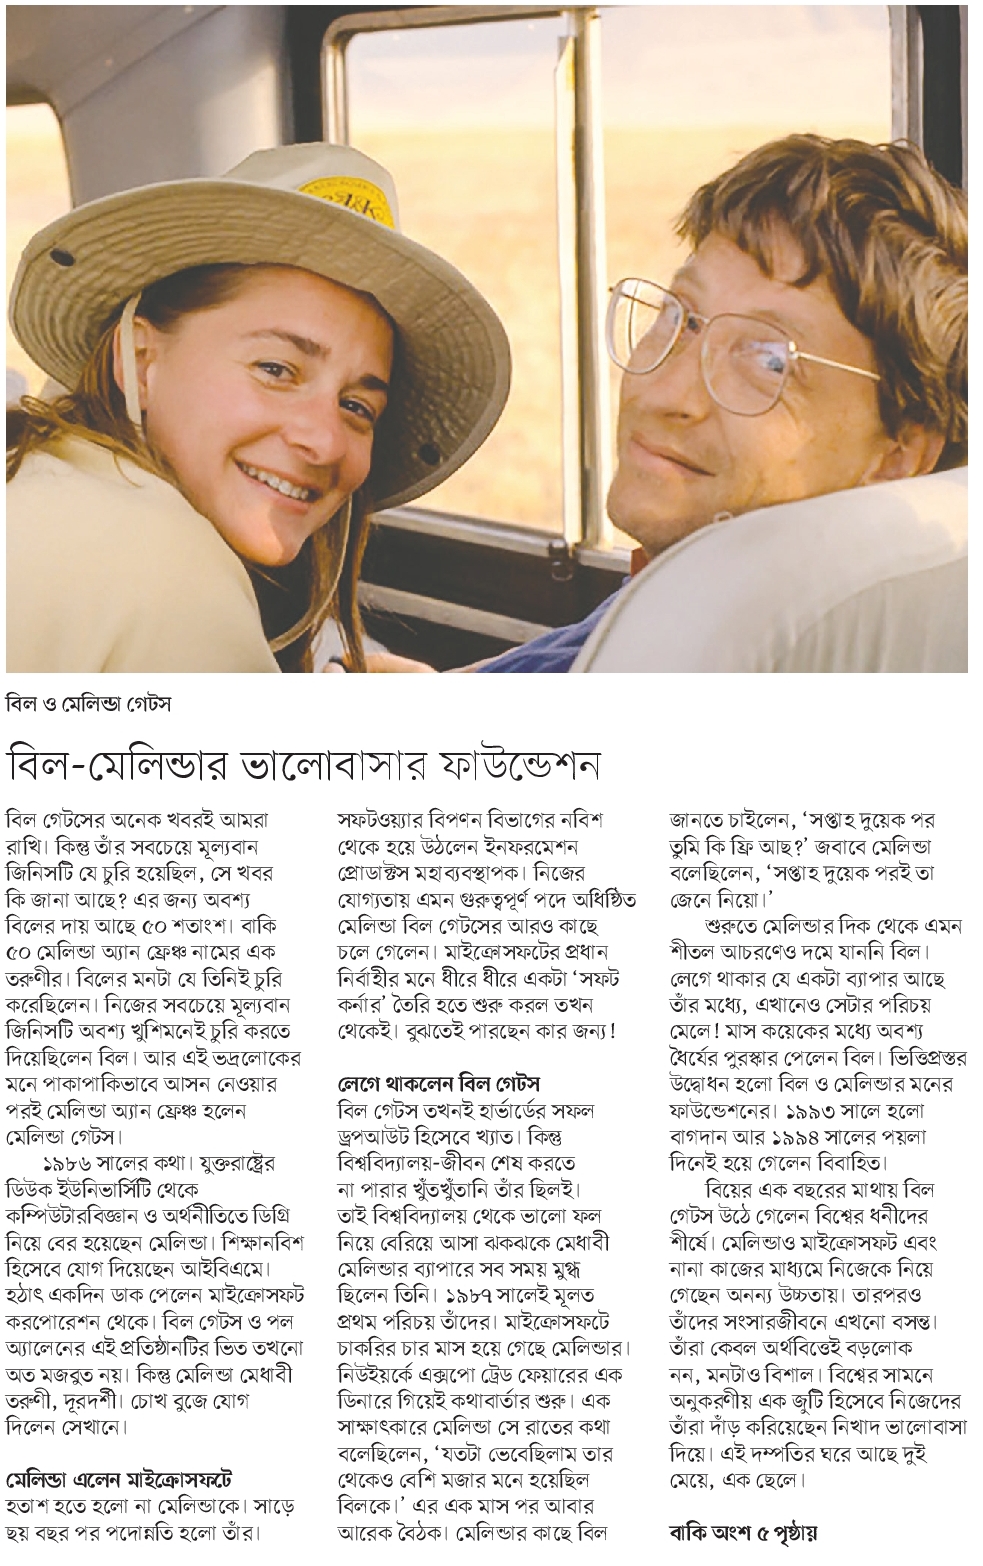 বিল ও মেলিন্ডা গেটস
বিল-মেলিন্ডার ভালোবাসার ফাউন্ডেশন
বিল গেটসের অনেক খবরই আমরা
রাখি। কিন্তু তাঁর সবচেয়ে মূল্যবান
জিনিসটি যে চুরি হয়েছিল, সে খবর
কি জানা আছে? এর জন্য অবশ্য
বিলের দায় আছে ৫০ শতাংশ। বাকি
৫০ মেলিন্ডা অ্যান ফ্রেঞ্চ নামের এক
তরুণীর। বিলের মনটা যে তিনিই চুরি
করেছিলেন। নিজের সবচেয়ে মূল্যবান
জিনিসটি অবশ্য খুশিমনেই চুরি করতে
দিয়েছিলেন বিল। আর এই ভদ্রলোকের
মনে পাকাপাকিভাবে আসন নেওয়ার
পরই মেলিন্ডা অ্যান ফ্রেঞ্চ হলেন
মেলিন্ডা গেটস।
১৯৮৬ সালের কথা। যুক্তরাষ্ট্রের
ডিউক ইউনিভার্সিটি থেকে
কম্পিউটারবিজ্ঞান ও অর্থনীতিতে ডিগ্রি
নিয়ে বের হয়েছেন মেলিন্ডা। শিক্ষানবিশ
হিসেবে যোগ দিয়েছেন আইবিএমে।
হঠাৎ একদিন ডাক পেলেন মাইক্রোসফট
করপোরেশন থেকে। বিল গেটস ও পল
অ্যালেনের এই প্রতিষ্ঠানটির ভিত তখনো
অত মজবুত নয়। কিন্তু মেলিন্ডা মেধাবী
তরুণী, দূরদর্শী। চোখ বুজে যোগ
দিলেন সেখানে।
মেলিন্ডা এলেন মাইক্রোসফটে
হতাশ হতে হলো না মেলিন্ডাকে। সাড়ে
ছয় বছর পর পদোন্নতি হলো তাঁর।
সফটওয়্যার বিপণন বিভাগের নবিশ
থেকে হয়ে উঠলেন ইনফরমেশন
প্রোডাক্টস মহাব্যবস্থাপক। নিজের
যোগ্যতায় এমন গুরুত্বপূর্ণ পদে অধিষ্ঠিত
মেলিন্ডা বিল গেটসের আরও কাছে
চলে গেলেন। মাইক্রোসফটের প্রধান
নির্বাহীর মনে ধীরে ধীরে একটা ‘সফট
কর্নার’ তৈরি হতে শুরু করল তখন
থেকেই। বুঝতেই পারছেন কার জন্য!
লেগে থাকলেন বিল গেটস
বিল গেটস তখনই হার্ভার্ডের সফল
ড্রপআউট হিসেবে খ্যাত। কিন্তু
বিশ্ববিদ্যালয়-জীবন শেষ করতে
না পারার খুঁতখুঁতানি তাঁর ছিলই।
তাই বিশ্ববিদ্যালয় থেকে ভালো ফল
নিয়ে বেরিয়ে আসা ঝকঝকে মেধাবী
মেলিন্ডার ব্যাপারে সব সময় মুগ্ধ
ছিলেন তিনি। ১৯৮৭ সালেই মূলত
প্রথম পরিচয় তাঁদের। মাইক্রোসফটে
চাকরির চার মাস হয়ে গেছে মেলিন্ডার।
নিউইয়র্কে এক্সপো ট্রেড ফেয়ারের এক
ডিনারে গিয়েই কথাবার্তার শুরু। এক
সাক্ষাৎকারে মেলিন্ডা সে রাতের কথা
বলেছিলেন, ‘যতটা ভেবেছিলাম তার
থেকেও বেশি মজার মনে হয়েছিল
বিলকে।’ এর এক মাস পর আবার
আরেক বৈঠক। মেলিন্ডার কাছে বিল
জানতে চাইলেন, ‘সপ্তাহ দুয়েক পর
তুমি কি ফ্রি আছ?’ জবাবে মেলিন্ডা
বলেছিলেন, ‘সপ্তাহ দুয়েক পরই তা
জেনে নিয়ো।’
শুরুতে মেলিন্ডার দিক থেকে এমন
শীতল আচরণেও দমে যাননি বিল।
লেগে থাকার যে একটা ব্যাপার আছে
তাঁর মধ্যে, এখানেও সেটার পরিচয়
মেলে! মাস কয়েকের মধ্যে অবশ্য
ধৈর্যের পুরস্কার পেলেন বিল। ভিত্তিপ্রস্তর
উদ্বোধন হলো বিল ও মেলিন্ডার মনের
ফাউন্ডেশনের। ১৯৯৩ সালে হলো
বাগদান আর ১৯৯৪ সালের পয়লা
দিনেই হয়ে গেলেন বিবাহিত।
বিয়ের এক বছরের মাথায় বিল
গেটস উঠে গেলেন বিশ্বের ধনীদের
শীর্ষে। মেলিন্ডাও মাইক্রোসফট এবং
নানা কাজের মাধ্যমে নিজেকে নিয়ে
গেছেন অনন্য উচ্চতায়। তারপরও
তাঁদের সংসারজীবনে এখনো বসন্ত।
তাঁরা কেবল অর্থবিত্তেই বড়লোক
নন, মনটাও বিশাল। বিশ্বের সামনে
অনুকরণীয় এক জুটি হিসেবে নিজেদের
তাঁরা দাঁড় করিয়েছেন নিখাদ ভালোবাসা
দিয়ে। এই দম্পতির ঘরে আছে দুই
মেয়ে, এক ছেলে।
বাকি অংশ ৫ পৃষ্ঠায়